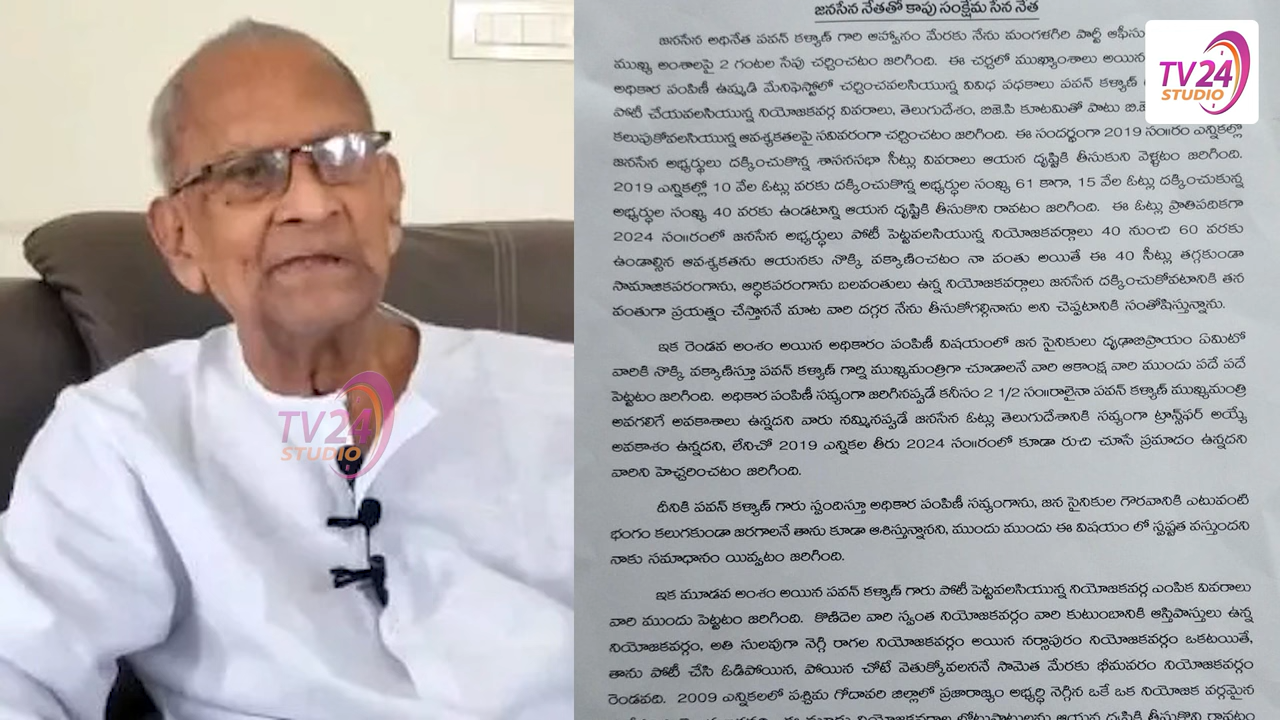 జనసేన నేతతో కాపు సంక్షేమ సేన నేత
జనసేన అధినేత పవన్ కళ్యాణ్ గారి ఆహ్వానం మేరకు నేను మంగళగిరి పార్టీ ఆఫీసు
ముఖ్య అంశాలపై 2 గంటల సేపు చర్చించటం జరిగింది. ఈ చర్చలో ముఖ్యాంశాలు అయిన
అధికార పంపిణీ ఉమ్మడి మేనిఫెస్టోలో చర్చించవలసియున్న వివిధ పధకాలు పవన్ కళ్యాణ్
పోటీ చేయవలసియున్న నియోజకవర్గ వివరాలు, తెలుగుదేశం, బిజె.పి కూటమితో పాటు
కలుపుకోవలసియున్న ఆవశ్యకతలపై సవివరంగా చర్చించటం జరిగింది. ఈ సందర్భంగా 2019 సం॥రం ఎన్నికల్లో
జనసేన అభ్యర్థులు దక్కించుకొన్న శాసనసభా సీట్లు వివరాలు ఆయన దృష్టికి తీసుకుని వెళ్ళటం జరిగింది.
2019 ఎన్నికల్లో 10 వేల ఓట్లు వరకు దక్కించుకొన్న అభ్యర్ధుల సంఖ్య 61 కాగా, 15 వేల ఓట్లు దక్కించుకున్న
అభ్యర్ధుల సంఖ్య 40 వరకు ఉండటాన్ని ఆయన దృష్టికి తీసుకొని రావటం జరిగింది. ఈ ఓట్లు ప్రాతిపదికగా
2024 సం॥రంలో జనసేన అభ్యర్ధులు పోటీ పెట్టవలసియున్న నియోజకవర్గాలు 40 నుంచి 60 వరకు
ఉండాల్సిన ఆవశ్యకతను ఆయనకు నొక్కి వక్కాణించటం నా వంతు అయితే ఈ 40 సీట్లు తగ్గకుండా
సామాజికపరంగాను, ఆర్ధికపరంగాను బలవంతులు ఉన్న నియోజకవర్గాలు జనసేన దక్కించుకోవటానికి తన
వంతుగా ప్రయత్నం చేస్తాననే మాట వారి దగ్గర నేను తీసుకోగల్గినాను అని చెప్పటానికి సంతోషిస్తున్నాను.
ఇక రెండవ అంశం అయిన అధికారం పంపిణీ విషయంలో జన సైనికులు దృఢాభిప్రాయం ఏమిటో
వారికి నొక్కి వక్కాణిస్తూ పవన్ కళ్యాణ్ గార్ని ముఖ్యమంత్రిగా చూడాలనే వారి ఆకాంక్ష వారి ముందు పదే పదే
పెట్టటం జరిగింది. అధికార పంపిణీ సవ్యంగా జరిగినప్పుడే కనీసం 2 1/2 సం॥రాలైనా పవన్ కళ్యాణ్ ముఖ్యమంత్రి
అవగలిగే అవకాశాలు ఉన్నదని వారు నమ్మినప్పుడే జనసేన ఓట్లు తెలుగుదేశానికి సవ్యంగా ట్రాన్స్‌ఫర్ అయ్యే
అవకాశం ఉన్నదని, లేనిచో 2019 ఎన్నికల తీరు 2024 సం॥రంలో కూడా రుచి చూసే ప్రమాదం ఉన్నదని
వారిని హెచ్చరించటం జరిగింది.
దీనికి పవన్ కళ్యాణ్ గారు స్పందిస్తూ అధికార పంపిణీ సవ్యంగాను, జన సైనికుల గౌరవానికి ఎటువంటి
భంగం కలుగకుండా జరగాలనే తాను కూడా ఆశిస్తున్నానని, ముందు ముందు ఈ విషయం లో స్పష్టత వస్తుందని
నాకు సమాధానం యివ్వటం జరిగింది.
ఇక మూడవ అంశం అయిన పవన్ కళ్యాణ్ గారు పోటీ పెట్టవలసియున్న నియోజకవర్గ ఎంపిక వివరాలు
వారి ముందు పెట్టటం జరిగింది. కొణిదెల వారి స్వంత నియోజకవర్గం వారి కుటుంబానికి ఆస్తిపాస్తులు ఉన్న
నియోజకవర్గం, అతి సులవుగా నెగ్గి రాగల నియోజకవర్గం అయిన నర్సాపురం నియోజకవర్గం ఒకటయితే,
తాను పోటీ చేసి ఓడిపోయిన, పోయిన చోటే వెతుక్కోవలననే సామెత మేరకు భీమవరం నియోజకవర్గం
రెండవది. 2009 ఎన్నికలలో పశ్చిమ గోదావరి జిల్లాలో ప్రజారాజ్యం అభ్యర్ధి నెగ్గిన ఒకే ఒక నియోజక వర్గమైన
TV24
STUDIO
TV24
STUDIO